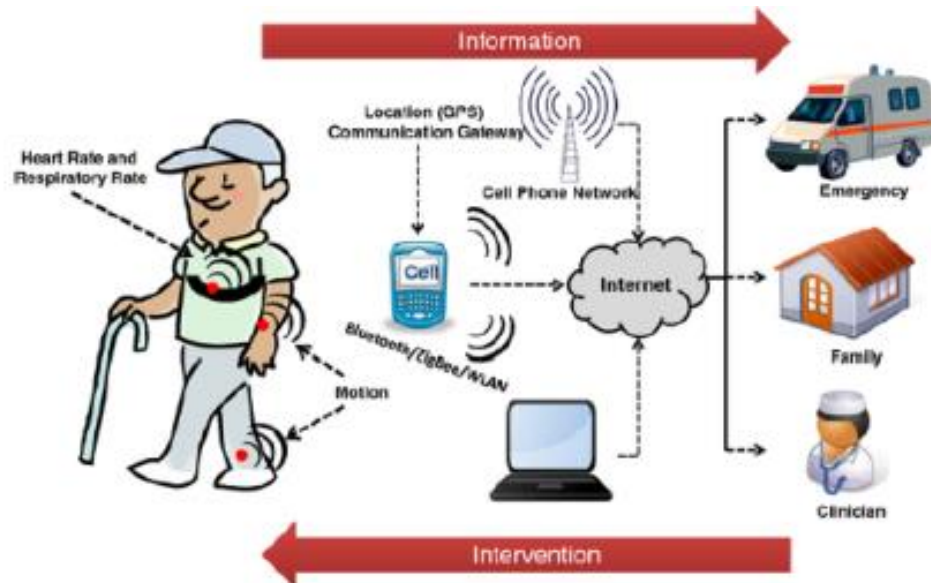 Information
Location (GPS)
Communication Gateway
Heart Rate and
Respiratory Rate
Cell Phone Network
Emergency
Cell
Internet
Bluetooth/ZigBee/WLAN
Family
Motion
Clinician
Intervention